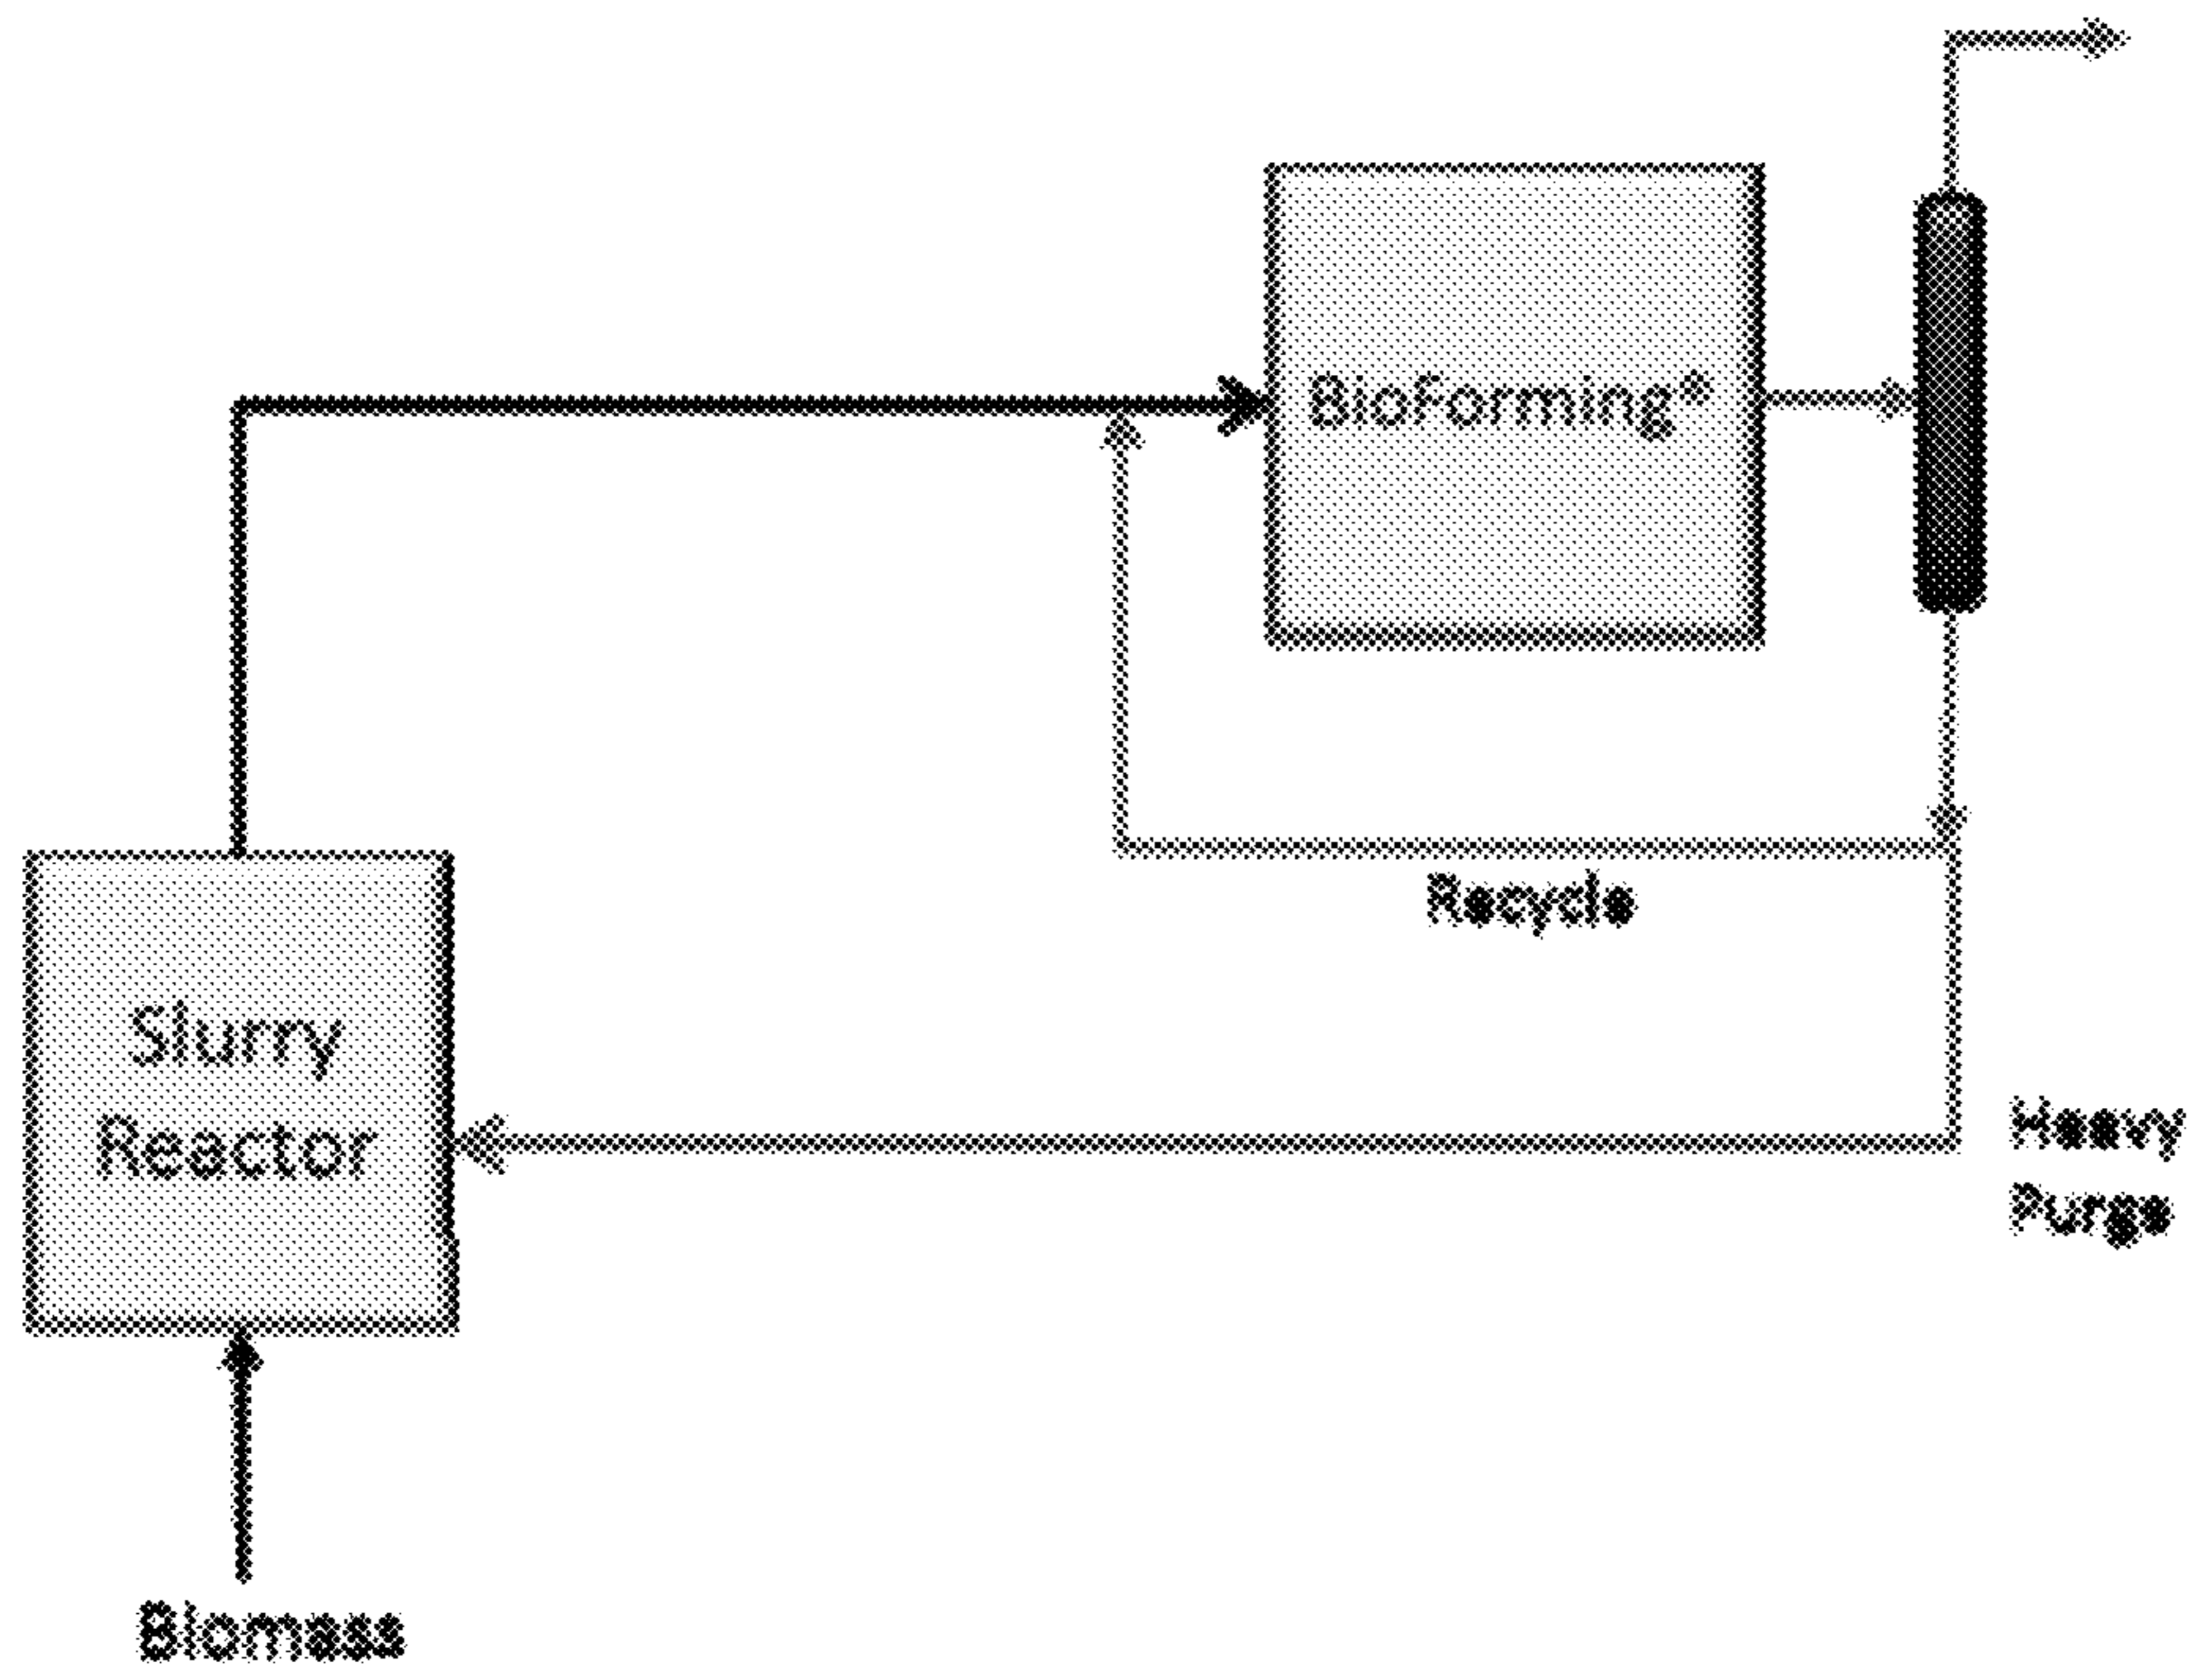 BioForming®
Recycle
Slurry
Reactor
Heavy
Purge
Biomass